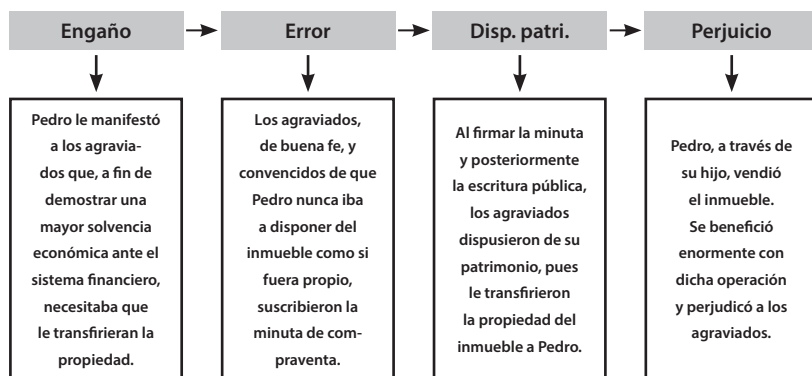 Engaño
Error
Disp. patri.
Perjuicio
Pedro le manifestó
a los agravia-
dos que, a fin de
demostrar una
mayor solvencia
económica ante el
sistema financiero,
necesitaba que
le transfirieran la
propiedad.
Los agraviados,
de buena fe, y
convencidos de que
Pedro nunca iba
a disponer del
inmueble como si
fuera propio,
suscribieron la
minuta de com-
praventa.
Al firmar la minuta
y posteriormente
la escritura pública,
los agraviados
dispusieron de su
patrimonio, pues
le transfirieron
la propiedad del
inmueble a Pedro.
Pedro, a través de
su hijo, vendió
el inmueble.
Se benefició
enormemente con
dicha operación
y perjudicó a los
agraviados.